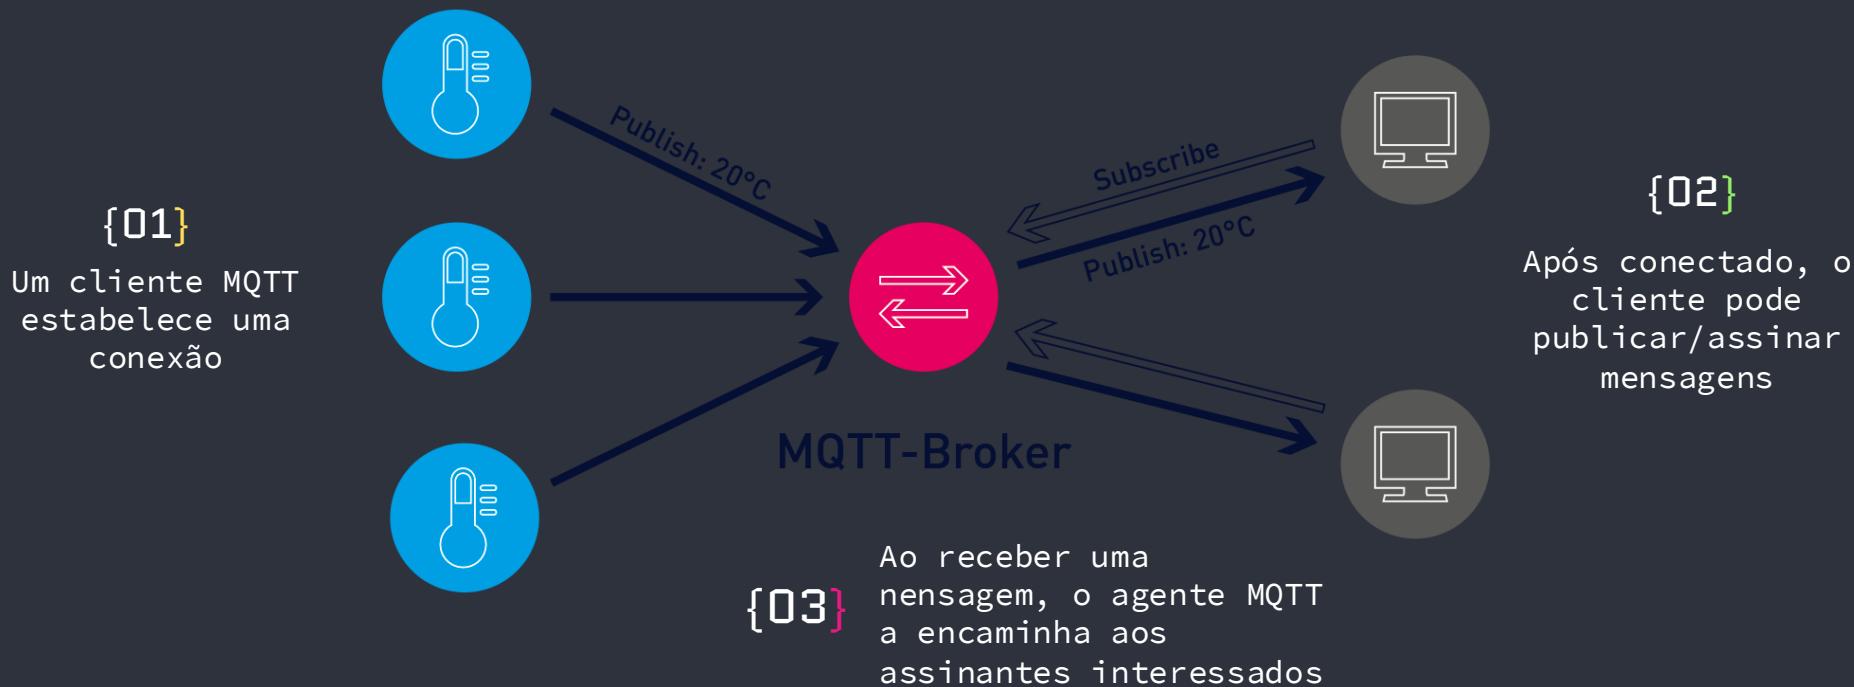 {01}
Um cliente MQTT
estabelece uma
conexão
Publish: 20°C
Subscribe
Publish: 20°C
MQTT-Broker
{02}
Após conectado, o
cliente pode
publicar/assinar
mensagens
{03}
Ao receber uma
nensagem, o agente MQTT
a encaminha aos
assinantes interessados